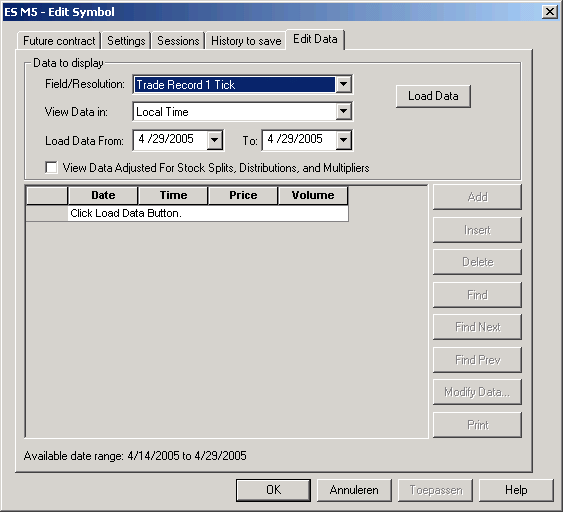 ES M5 - Edit Symbol
Future contract Settings Sessions History to save Edit Data
Data to display
Field/Resolution: Trade Record 1 Tick
Load Data
View Data in: Local Time
Load Data From: 4 /29/2005 To: 4 /29/2005
View Data Adjusted For Stock Splits, Distributions, and Multipliers
Date Time Price Volume
Click Load Data Button.
Add
Insert
Delete
Find
Find Next
Find Prev
Modify Data...
Print
Available date range: 4/14/2005 to 4/29/2005
OK Annuleren Toepassen Help